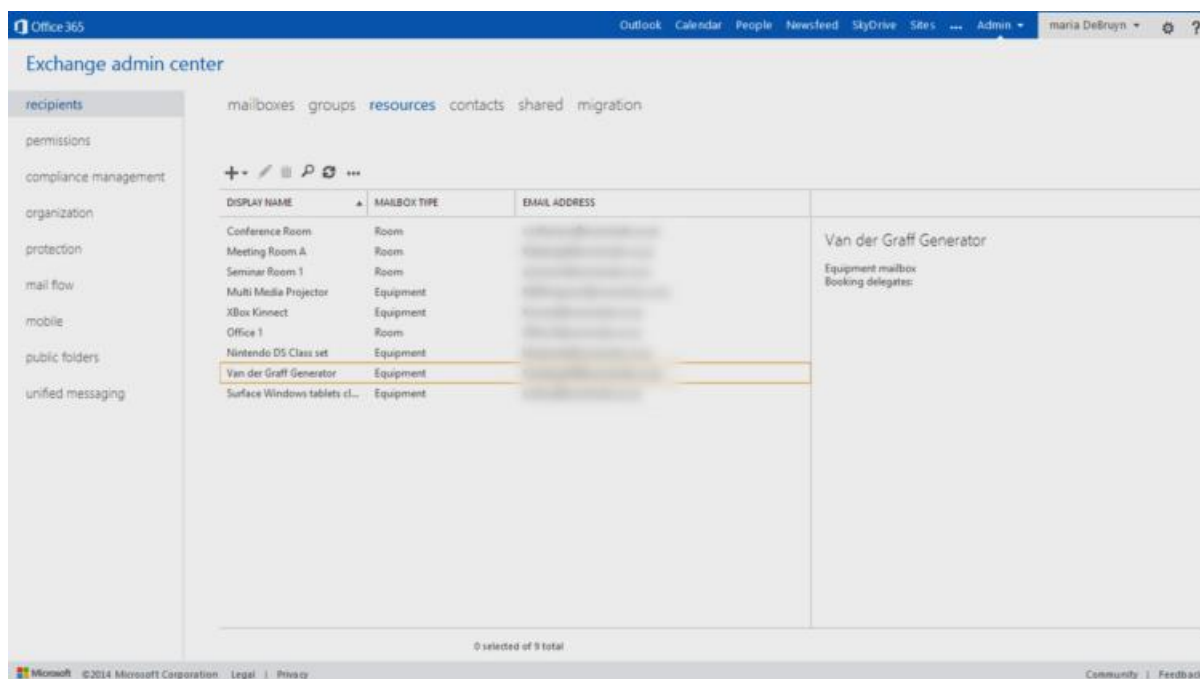 Office 365 Outlook Calendar People Newsfeed SkyDrive Sites ... Admin maria DeBruyn ?
Exchange admin center
recipients
permissions
compliance management
organization
protection
mail flow
mobile
public folders
unified messaging
mailboxes groups resources contacts shared migration
DISPLAY NAME MAILBOX TYPE EMAIL ADDRESS
Conference Room Room
Meeting Room A Room
Seminar Room 1 Room
Multi Media Projector Equipment
XBox Kinnect Equipment
Office 1 Room
Nintendo DS Class set Equipment
Van der Graff Generator Equipment
Surface Windows tablets cl... Equipment
Van der Graff Generator
Equipment mailbox
Booking delegates:
0 selected of 9 total
Microsoft ©2014 Microsoft Corporation Legal | Privacy Community | Feedback